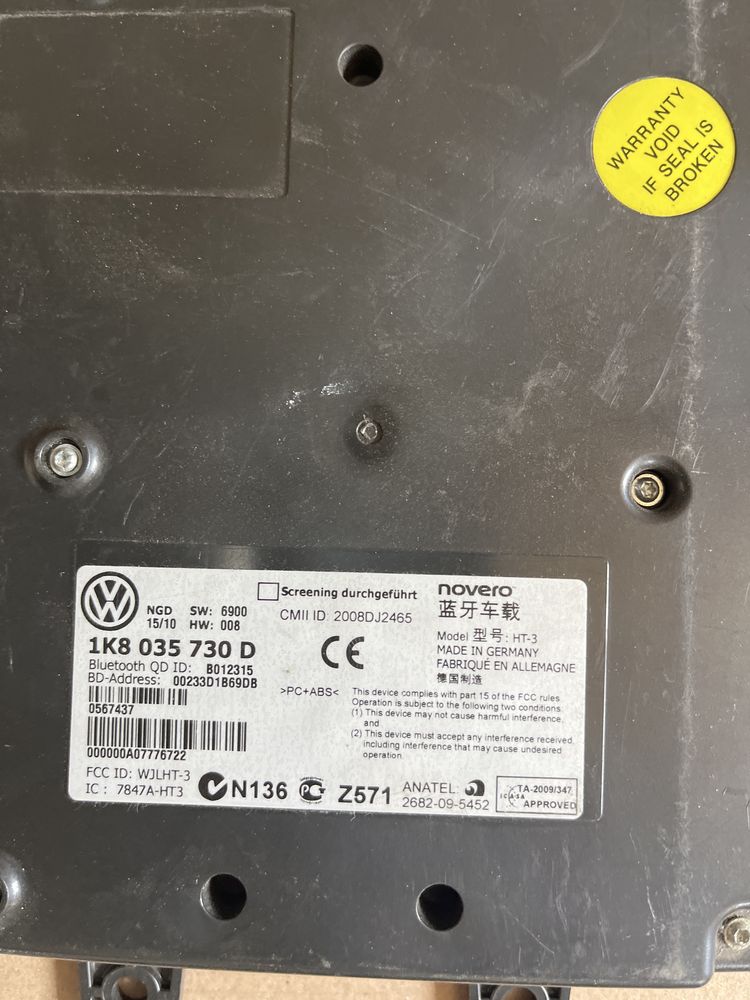 WARRANTY
VOID
IF SEAL IS
BROKEN
NGD SW: 6900
15/10 HW: 008
1K8 035 730 D
Bluetooth QD ID: B012315
BD-Address: 00233D1B69DB
0567437
000000A07776722
FCC ID: WJLHT-3
IC : 7847A-HT3
Screening durchgeführt
CMII ID: 2008DJ2465
CE
novero
蓝牙车载
Model 型号: HT-3
MADE IN GERMANY
FABRIQUÉ EN ALLEMAGNE
德国制造
>PC+ABS<
This device complies with part 15 of the FCC rules.
Operation is subject to the following two conditions:
(1) This device may not cause harmful interference,
and
(2) This device must accept any interference received,
including interference that may cause undesired
operation.
N136
Z571
ANATEL:
2682-09-5452
ICASA
TA-2009/347
APPROVED